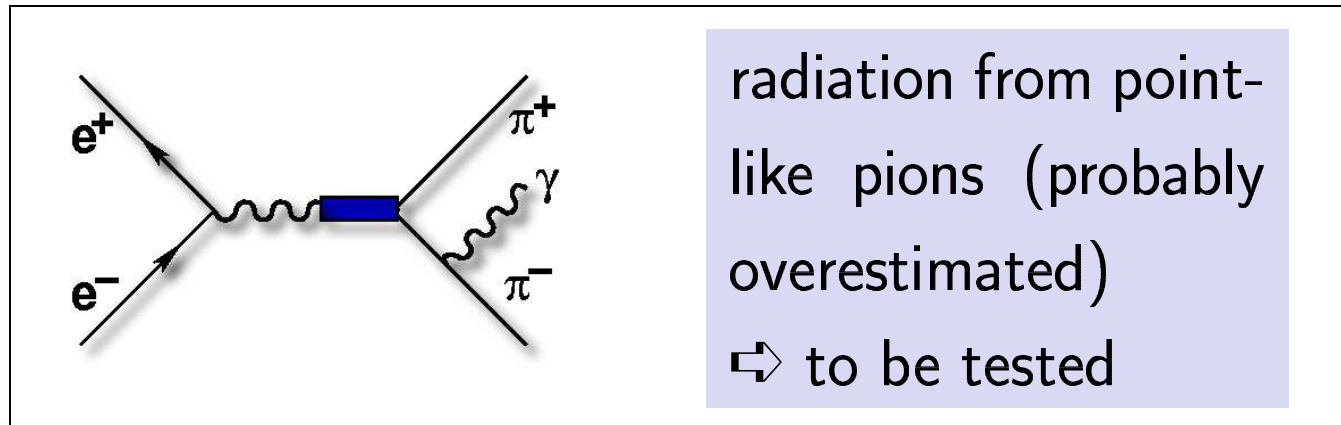 e⁺
π⁺
γ
e⁻
π⁻
radiation from point-
like pions (probably
overestimated)
➪ to be tested